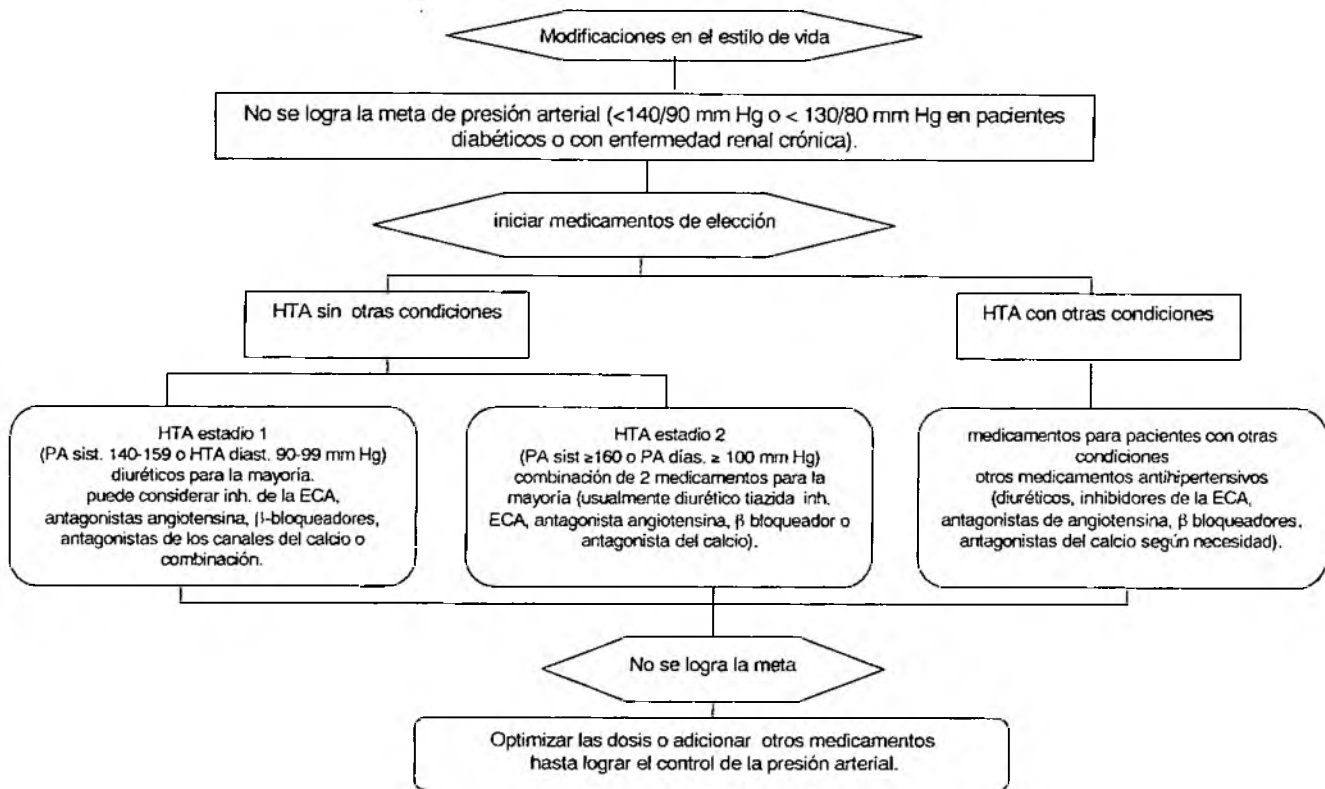 Modificaciones en el estilo de vida
No se logra la meta de presión arterial (<140/90 mm Hg o < 130/80 mm Hg en pacientes
diabéticos o con enfermedad renal crónica).
iniciar medicamentos de elección
HTA sin otras condiciones
HTA con otras condiciones
HTA estadio 1
(PA sist. 140-159 o HTA diast. 90-99 mm Hg)
diuréticos para la mayoría.
puede considerar inh. de la ECA,
antagonistas angiotensina, β-bloqueadores,
antagonistas de los canales del calcio o
combinación.
HTA estadio 2
(PA sist ≥160 o PA días. ≥ 100 mm Hg)
combinación de 2 medicamentos para la
mayoría (usualmente diurético tiazida inh.
ECA, antagonista angiotensina, β bloqueador o
antagonista del calcio).
medicamentos para pacientes con otras
condiciones
otros medicamentos antihipertensivos
(diuréticos, inhibidores de la ECA,
antagonistas de angiotensina, β bloqueadores.
antagonistas del calcio según necesidad).
No se logra la meta
Optimizar las dosis o adicionar otros medicamentos
hasta lograr el control de la presión arterial.